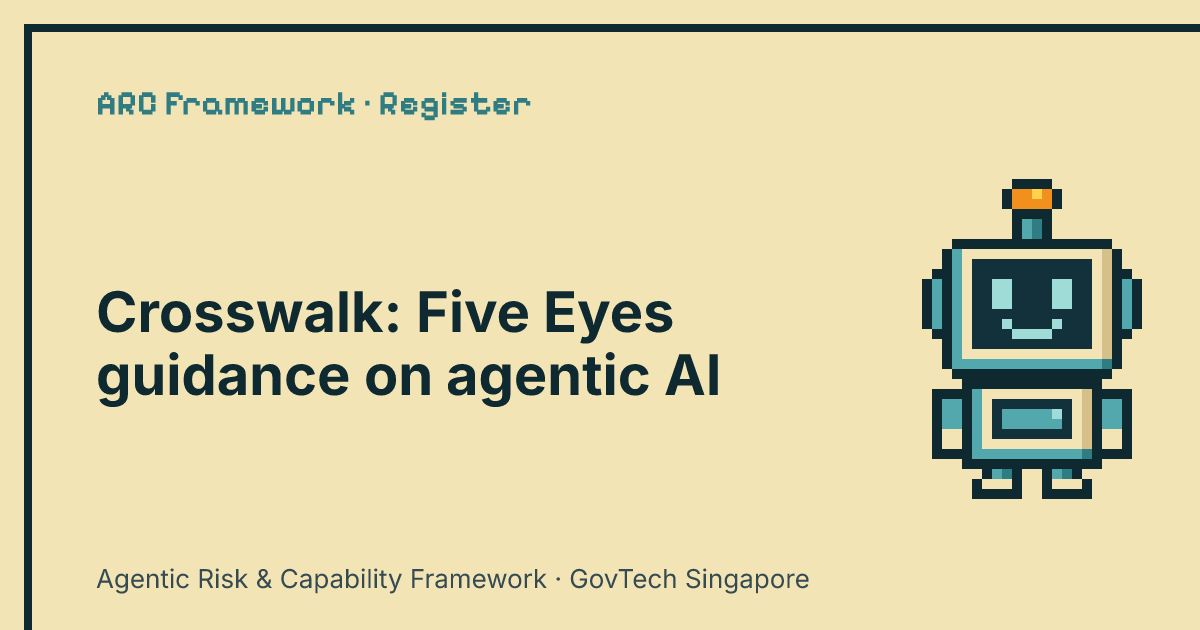 ARC Framework · Register
Crosswalk: Five Eyes
guidance on agentic AI
Agentic Risk & Capability Framework · GovTech Singapore